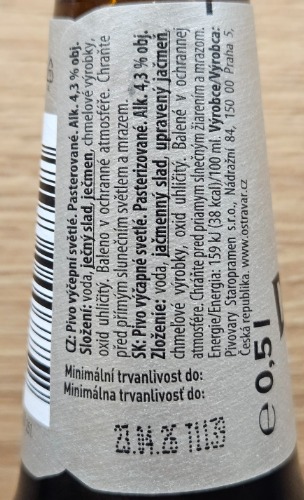 CZ: Pivo výčepní světlé. Pasterované. Alk. 4,3 % obj.
Složení: voda, ječný slad, ječmen, chmelové výrobky,
oxid uhličitý. Baleno v ochranné atmosféře. Chraňte
před přímým slunečním světlem a mrazem.
SK: Pivo výčapné svetlé. Pasterizované. Alk. 4,3 % obj.
Zloženie: voda, jačmenný slad, upravený jačmeň,
chmeľové výrobky, oxid uhličitý. Balené v ochrannej
atmosfére. Chráňte pred priamym slnečným žiarením a mrazom.
Energie/Energia: 159 kJ (38 kcal)/100 ml. Výrobce/Výrobca:
Pivovary Staropramen s.r.o., Nádražní 84, 150 00 Praha 5,
Česká republika. www.ostravar.cz
Minimální trvanlivost do:
Minimálna trvanlivosť do:
23.04.26 T1139
e 0,5 l